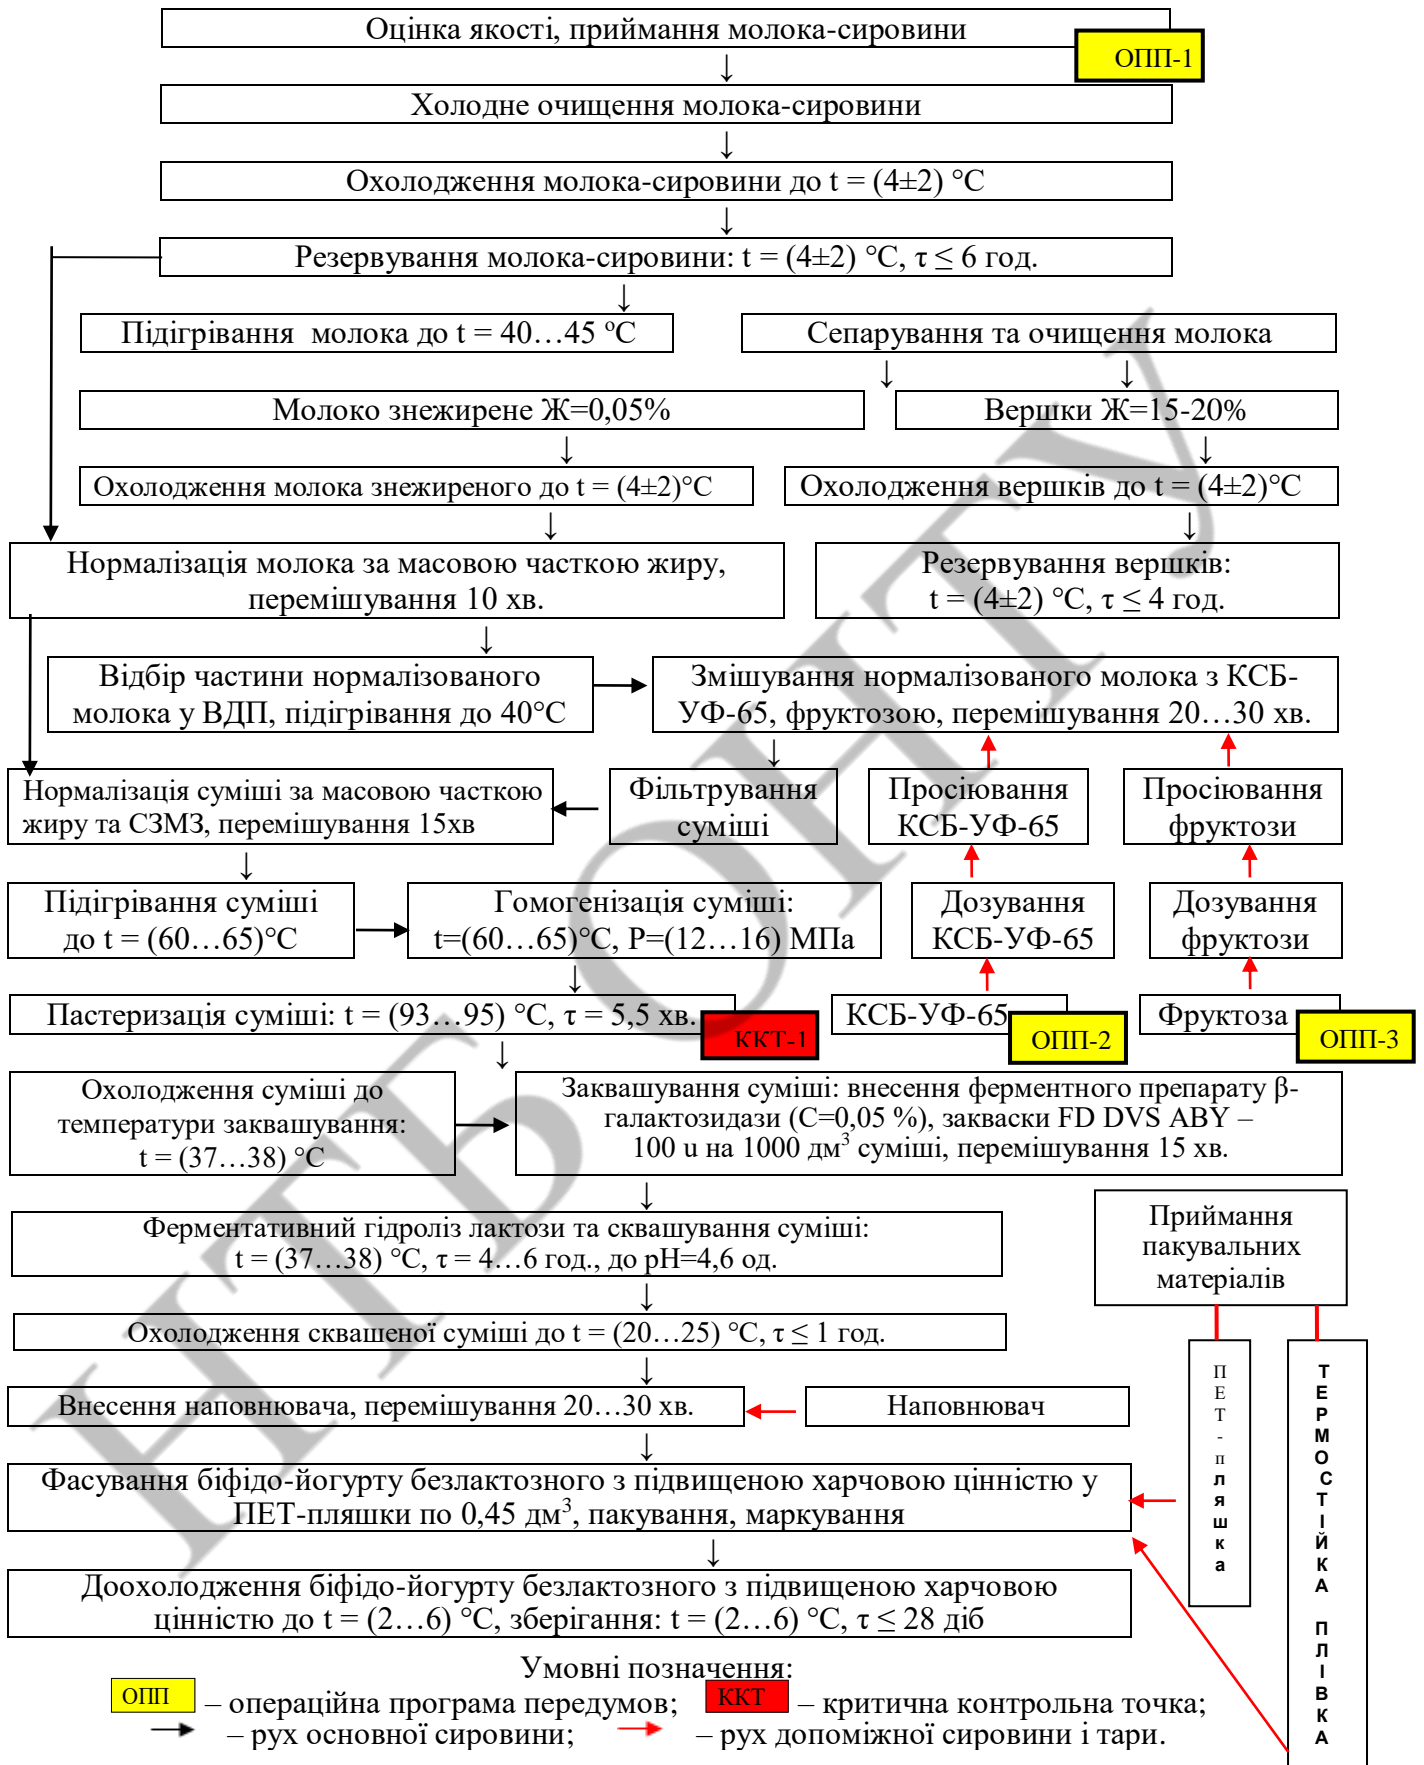 Оцінка якості, приймання молока-сировини
ОПП-1
Холодне очищення молока-сировини
Охолодження молока-сировини до t = (4±2) °С
Резервування молока-сировини: t = (4±2) °С, τ ≤ 6 год.
Підігрівання молока до t = 40…45 °С
Сепарування та очищення молока
Молоко знежирене Ж=0,05%
Вершки Ж=15-20%
Охолодження молока знежиреного до t = (4±2)°С
Охолодження вершків до t = (4±2)°С
Нормалізація молока за масовою часткою жиру,
перемішування 10 хв.
Резервування вершків:
t = (4±2) °С, τ ≤ 4 год.
Відбір частини нормалізованого
молока у ВДП, підігрівання до 40°С
Змішування нормалізованого молока з КСБ-
УФ-65, фруктозою, перемішування 20…30 хв.
Нормалізація суміші за масовою часткою
жиру та СЗМЗ, перемішування 15хв
Фільтрування
суміші
Просіювання
КСБ-УФ-65
Просіювання
фруктози
Підігрівання суміші
до t = (60…65)°С
Гомогенізація суміші:
t=(60…65)°С, Р=(12…16) МПа
Дозування
КСБ-УФ-65
Дозування
фруктози
Пастеризація суміші: t = (93…95) °С, τ = 5,5 хв.
ККТ-1
КСБ-УФ-65
ОПП-2
Фруктоза
ОПП-3
Охолодження суміші до
температури заквашування:
t = (37…38) °С
Заквашування суміші: внесення ферментного препарату β-
галактозидази (С=0,05 %), закваски FD DVS ABY –
100 u на 1000 дм³ суміші, перемішування 15 хв.
Ферментативний гідроліз лактози та сквашування суміші:
t = (37…38) °С, τ = 4…6 год., до рН=4,6 од.
Приймання
пакувальних
матеріалів
Охолодження сквашеної суміші до t = (20…25) °С, τ ≤ 1 год.
Внесення наповнювача, перемішування 20…30 хв.
Наповнювач
ПЕТ-пляшка
ТЕРМОСТІЙКА ПЛІВКА
Фасування біфідо-йогурту безлактозного з підвищеною харчовою цінністю у
ПЕТ-пляшки по 0,45 дм³, пакування, маркування
Доохолодження біфідо-йогурту безлактозного з підвищеною харчовою
цінністю до t = (2…6) °С, зберігання: t = (2…6) °С, τ ≤ 28 діб
Умовні позначення:
ОПП – операційна програма передумов; ККТ – критична контрольна точка;
– рух основної сировини; – рух допоміжної сировини і тари.
НТБ ОНТУ